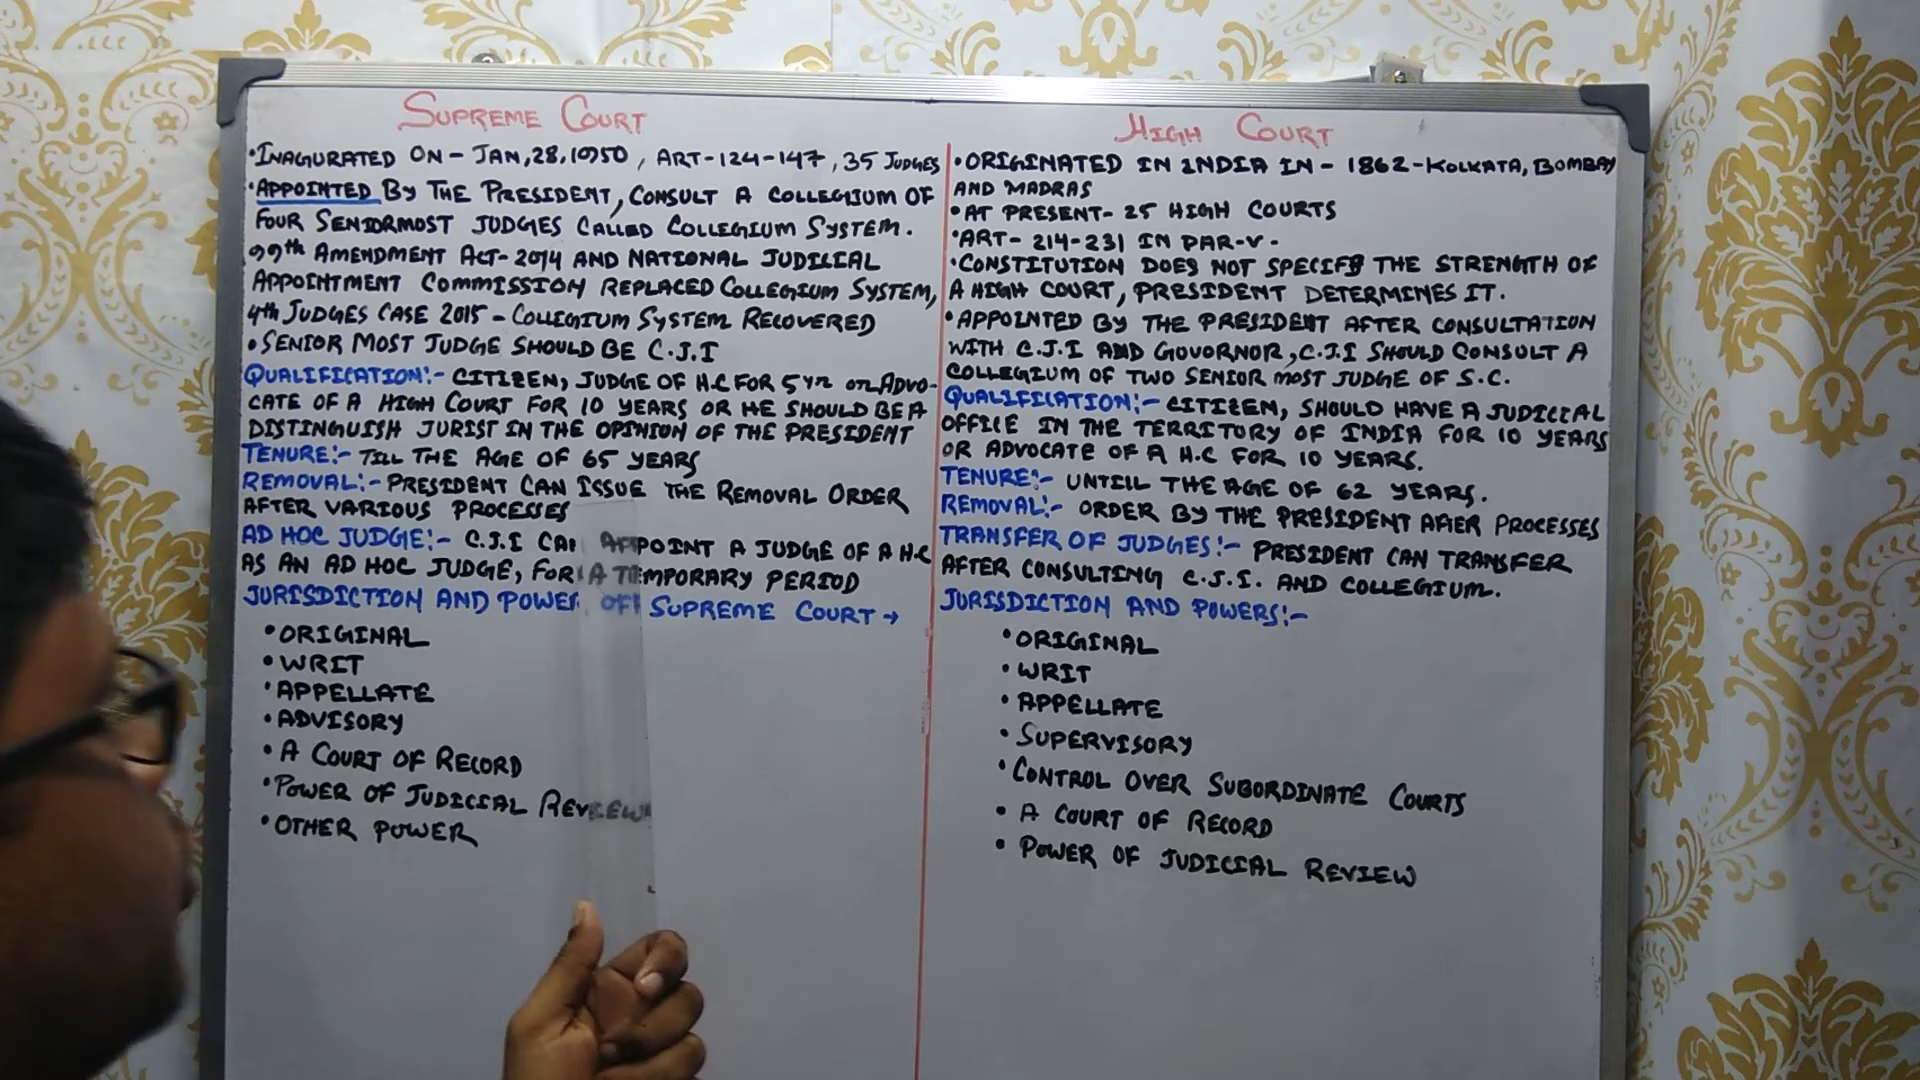 SUPREME COURT
• INAGURATED ON - JAN,28,1950, ART-124-147, 35 JUDGES
• APPOINTED BY THE PRESIDENT, CONSULT A COLLEGIUM OF
FOUR SENIORMOST JUDGES CALLED COLLEGIUM SYSTEM.
99th AMENDMENT ACT-2014 AND NATIONAL JUDICIAL
APPOINTMENT COMMISSION REPLACED COLLEGIUM SYSTEM,
4th JUDGES CASE 2015 - COLLEGIUM SYSTEM RECOVERED
• SENIOR MOST JUDGE SHOULD BE C.J.I
QUALIFICATION:- CITIZEN, JUDGE OF H.C FOR 5 yr or ADVO-
CATE OF A HIGH COURT FOR 10 YEARS OR HE SHOULD BE A
DISTINGUISH JURIST IN THE OPINION OF THE PRESIDENT
TENURE:- TILL THE AGE OF 65 YEARS
REMOVAL:- PRESIDENT CAN ISSUE THE REMOVAL ORDER
AFTER VARIOUS PROCESSES
AD HOC JUDGE:- C.J.I CAN APPOINT A JUDGE OF A H.C
AS AN AD HOC JUDGE, FOR A TEMPORARY PERIOD
JURISDICTION AND POWER OFF SUPREME COURT →
• ORIGINAL
• WRIT
• APPELLATE
• ADVISORY
• A COURT OF RECORD
• POWER OF JUDICIAL REVIEW
• OTHER POWER
HIGH COURT
• ORIGINATED IN INDIA IN - 1862-KOLKATA, BOMBAY
AND MADRAS
• AT PRESENT- 25 HIGH COURTS
• ART- 214-231 IN PAR-V-
• CONSTITUTION DOES NOT SPECIFY THE STRENGTH OF
A HIGH COURT, PRESIDENT DETERMINES IT.
• APPOINTED BY THE PRESIDENT AFTER CONSULTATION
WITH C.J.I AND GOVORNOR, C.J.I SHOULD CONSULT A
COLLEGIUM OF TWO SENIOR MOST JUDGE OF S.C.
QUALIFICATION:- CITIZEN, SHOULD HAVE A JUDICIAL
OFFICE IN THE TERRITORY OF INDIA FOR 10 YEARS
OR ADVOCATE OF A H.C FOR 10 YEARS.
TENURE:- UNTIIL THE AGE OF 62 YEARS.
REMOVAL:- ORDER BY THE PRESIDENT AFTER PROCESSES
TRANSFER OF JUDGES:- PRESIDENT CAN TRANSFER
AFTER CONSULTING C.J.I. AND COLLEGIUM.
JURISDICTION AND POWERS:-
• ORIGINAL
• WRIT
• APPELLATE
• SUPERVISORY
• CONTROL OVER SUBORDINATE COURTS
• A COURT OF RECORD
• POWER OF JUDICIAL REVIEW